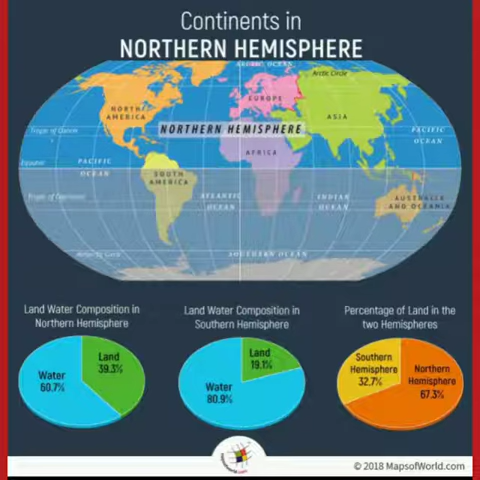 Continents in
NORTHERN HEMISPHERE
ARCTIC OCEAN
Arctic Circle
NORTH
AMERICA
EUROPE
ASIA
Tropic of Cancer
NORTHERN HEMISPHERE
PACIFIC
OCEAN
AFRICA
Equator
PACIFIC
OCEAN
SOUTH
AMERICA
Tropic of Capricorn
ATLANTIC
OCEAN
INDIAN
OCEAN
AUSTRALIA
AND OCEANIA
Antarctic Circle
SOUTHERN OCEAN
Land Water Composition in
Northern Hemisphere
Land Water Composition in
Southern Hemisphere
Percentage of Land in the
two Hemispheres
Water
60.7%
Land
39.3%
Land
19.1%
Water
80.9%
Southern
Hemisphere
32.7%
Northern
Hemisphere
67.3%
© 2018 MapsofWorld.com